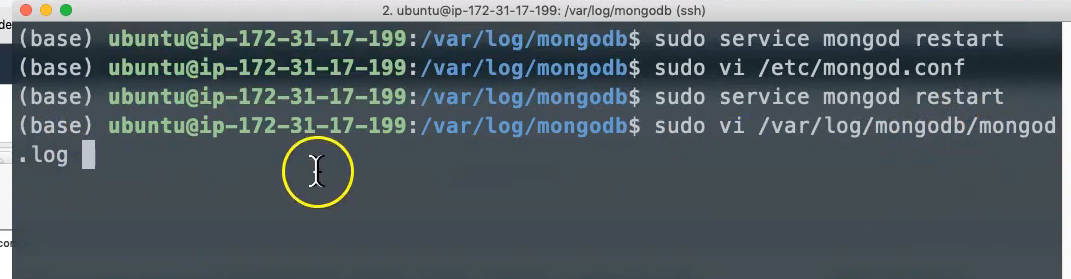 2. ubuntu@ip-172-31-17-199: /var/log/mongodb (ssh)
(base) ubuntu@ip-172-31-17-199:/var/log/mongodb$ sudo service mongod restart
(base) ubuntu@ip-172-31-17-199:/var/log/mongodb$ sudo vi /etc/mongod.conf
(base) ubuntu@ip-172-31-17-199:/var/log/mongodb$ sudo service mongod restart
(base) ubuntu@ip-172-31-17-199:/var/log/mongodb$ sudo vi /var/log/mongodb/mongod
.log